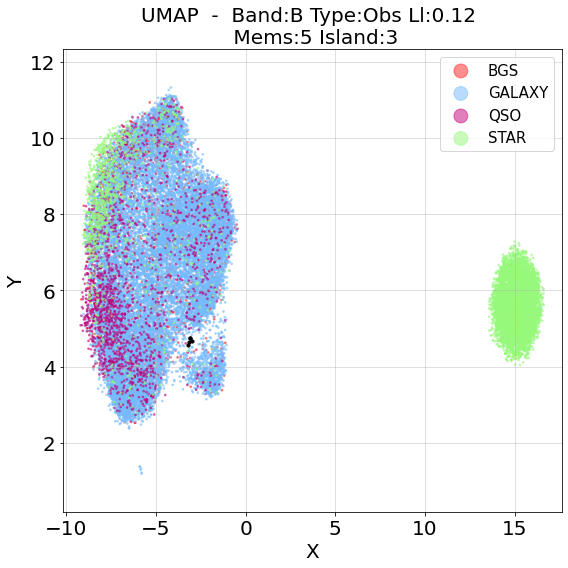 UMAP - Band:B Type:Obs Ll:0.12
Mems:5 Island:3
BGS
GALAXY
QSO
STAR
12
10
8
6
4
2
Y
−10
−5
0
5
10
15
X